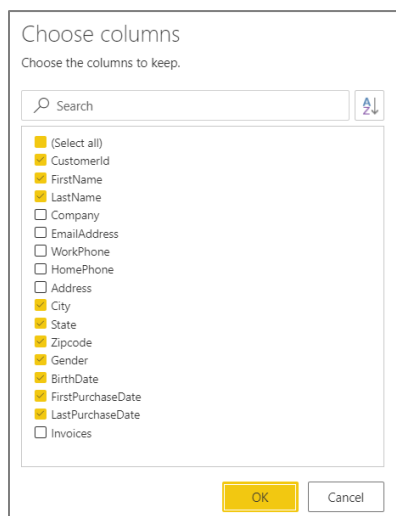 Choose columns
Choose the columns to keep.
Search
A
Z
(Select all)
CustomerId
FirstName
LastName
Company
EmailAddress
WorkPhone
HomePhone
Address
City
State
Zipcode
Gender
BirthDate
FirstPurchaseDate
LastPurchaseDate
Invoices
OK Cancel